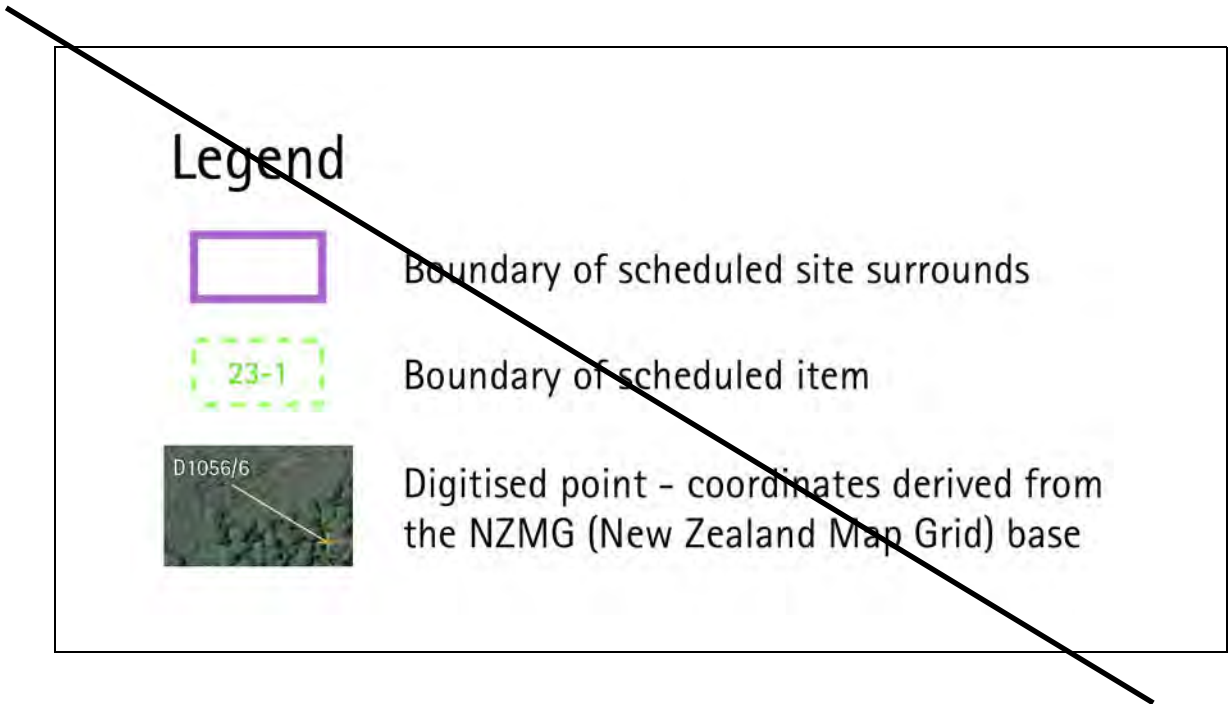 Legend
Boundary of scheduled site surrounds
23-1
Boundary of scheduled item
D1056/6
Digitised point - coordinates derived from
the NZMG (New Zealand Map Grid) base